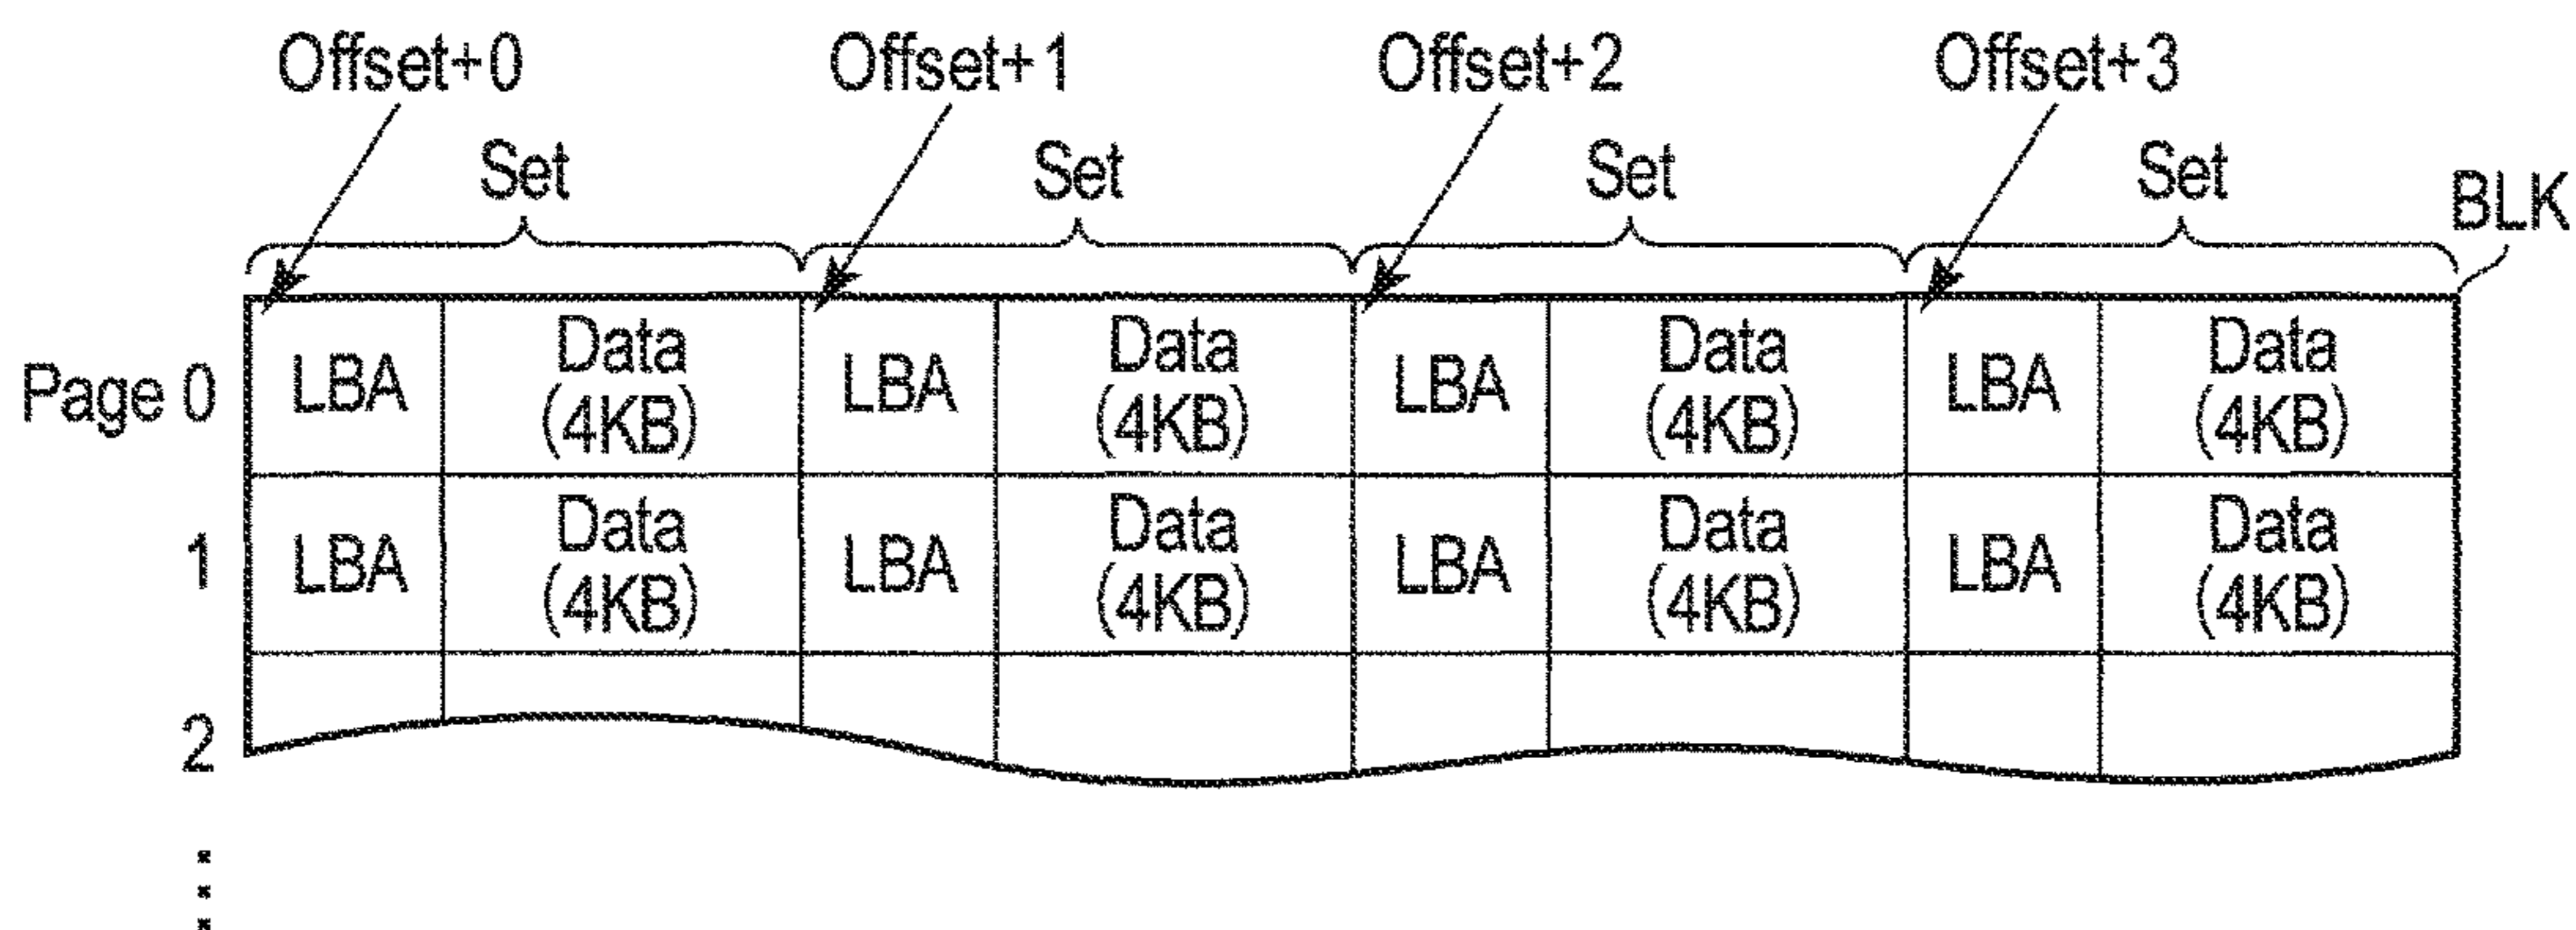 Offset+0 Offset+1 Offset+2 Offset+3
Set Set Set Set BLK
Page 0 LBA Data (4KB) LBA Data (4KB) LBA Data (4KB) LBA Data (4KB)
1 LBA Data (4KB) LBA Data (4KB) LBA Data (4KB) LBA Data (4KB)
2